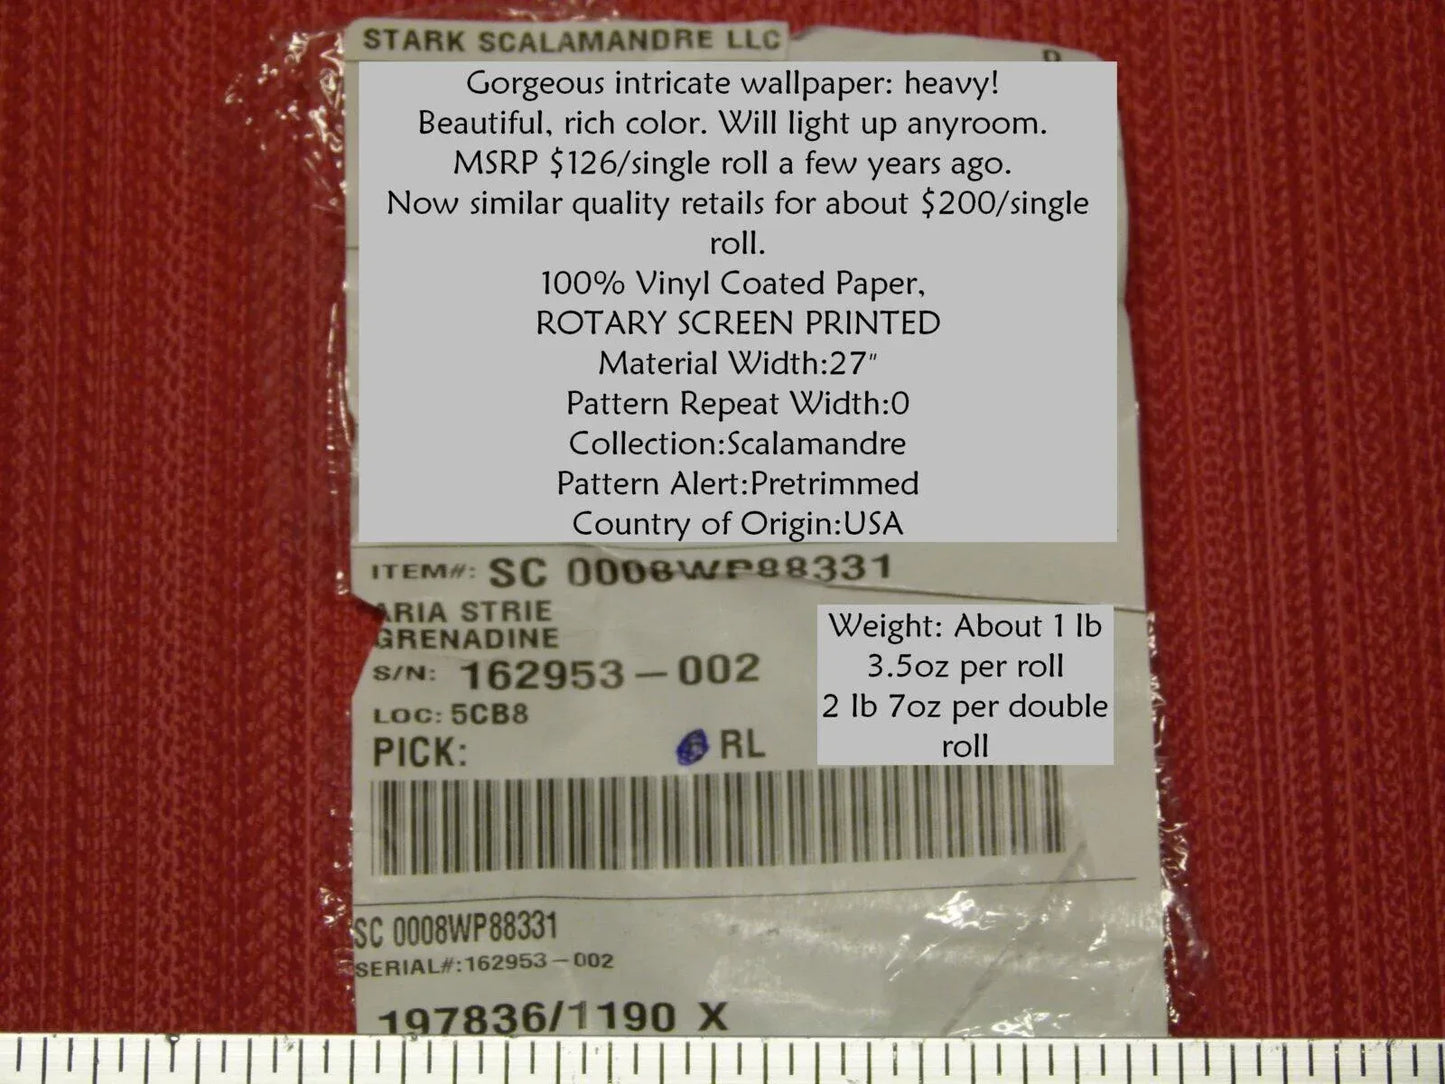 STARK SCALAMANDRE LLC
Gorgeous intricate wallpaper: heavy!
Beautiful, rich color. Will light up anyroom.
MSRP $126/single roll a few years ago.
Now similar quality retails for about $200/single
roll.
100% Vinyl Coated Paper,
ROTARY SCREEN PRINTED
Material Width:27"
Pattern Repeat Width:0
Collection:Scalamandre
Pattern Alert:Pretrimmed
Country of Origin:USA
ITEM#: SC 0008WP88331
ARIA STRIE
GRENADINE
S/N: 162953-002
LOC: 5CB8
PICK: RL
Weight: About 1 lb
3.5oz per roll
2 lb 7oz per double
roll
SC 0008WP88331
SERIAL#:162953-002
197836/1190 X